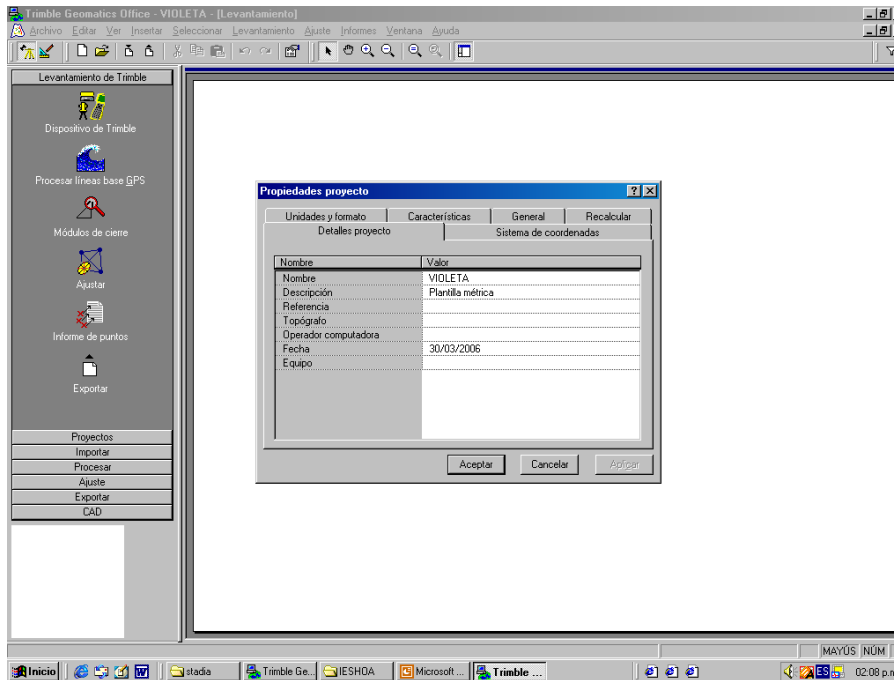 Trimble Geomatics Office - VIOLETA - [Levantamiento]
Archivo Editar Ver Insertar Seleccionar Levantamiento Ajuste Informes Ventana Ayuda
Levantamiento de Trimble
Dispositivo de Trimble
Procesar líneas base GPS
Módulos de cierre
Ajustar
Informe de puntos
Exportar
Proyectos
Importar
Procesar
Ajuste
Exportar
CAD
Propiedades proyecto
Unidades y formato Características General Recalcular
Detalles proyecto Sistema de coordenadas
Nombre Valor
Nombre VIOLETA
Descripción Plantilla métrica
Referencia
Topógrafo
Operador computadora
Fecha 30/03/2006
Equipo
Aceptar Cancelar Aplicar
MAYÚS NÚM
Inicio stadia Trimble Ge... IESHOA Microsoft ... Trimble ... ES 02:08 p.m